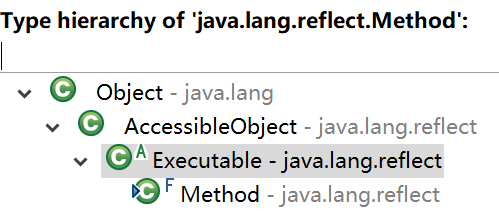 Type hierarchy of 'java.lang.reflect.Method':
Object - java.lang
AccessibleObject - java.lang.reflect
A Executable - java.lang.reflect
F Method - java.lang.reflect